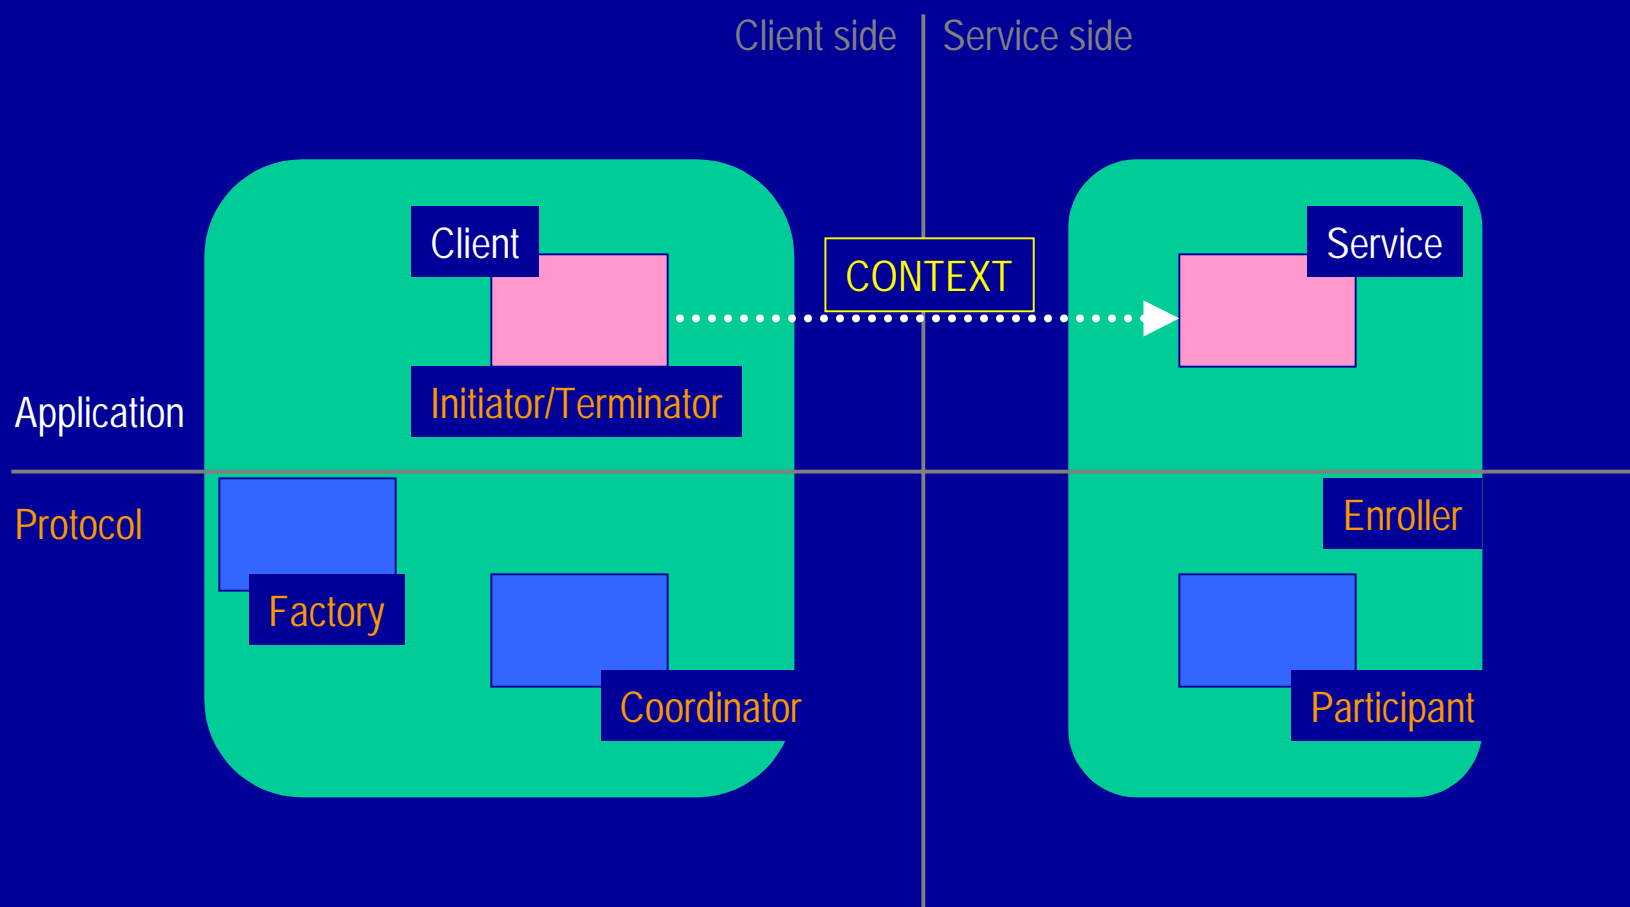 Client side
Service side
Client
Service
CONTEXT
Initiator/Terminator
Application
Protocol
Enroller
Factory
Coordinator
Participant